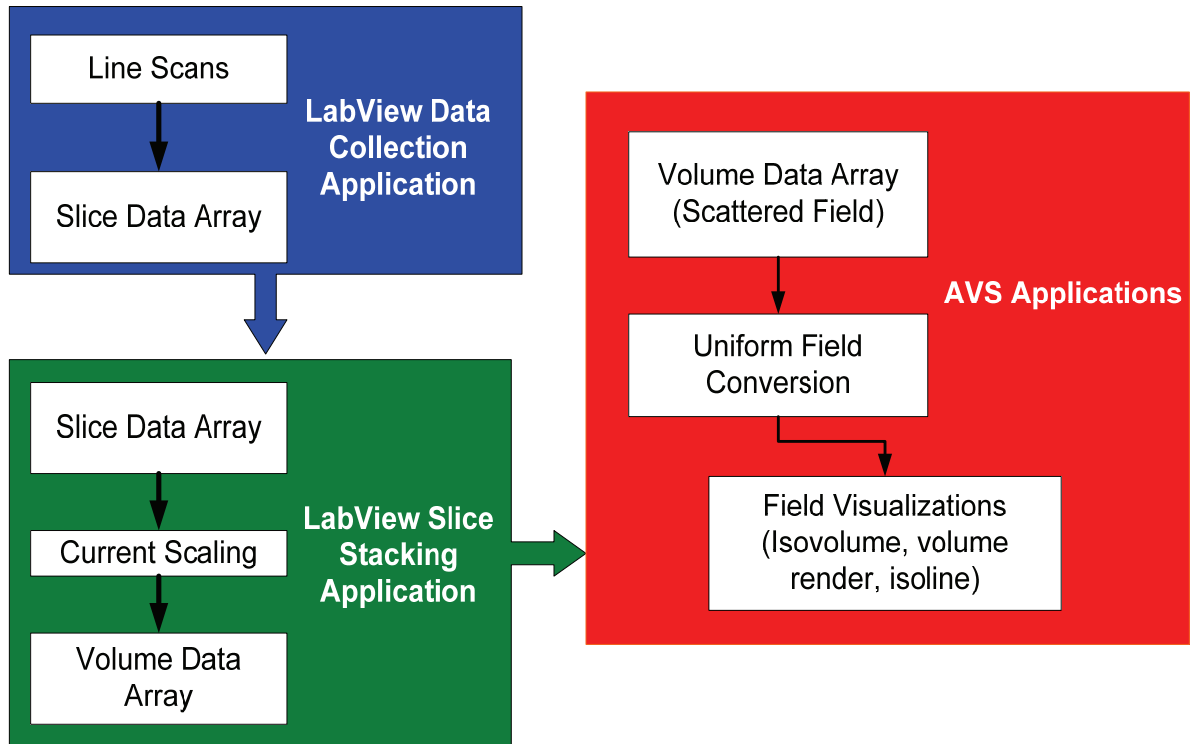 Line Scans
Slice Data Array
LabView Data
Collection
Application
Slice Data Array
Current Scaling
Volume Data
Array
LabView Slice
Stacking
Application
Volume Data Array
(Scattered Field)
Uniform Field
Conversion
Field Visualizations
(Isovolume, volume
render, isoline)
AVS Applications